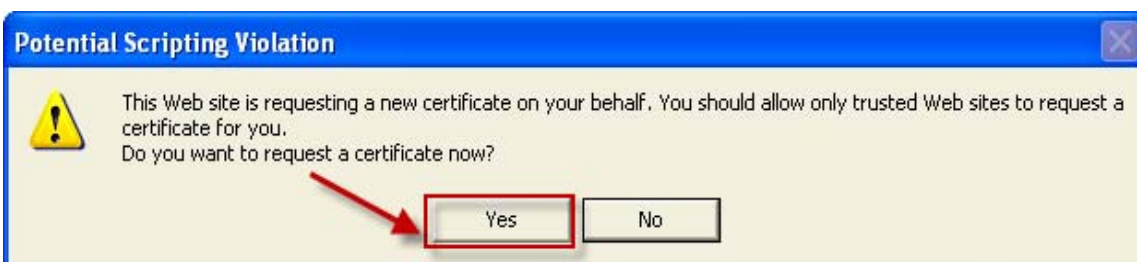 Potential Scripting Violation
This Web site is requesting a new certificate on your behalf. You should allow only trusted Web sites to request a
certificate for you.
Do you want to request a certificate now?
Yes No